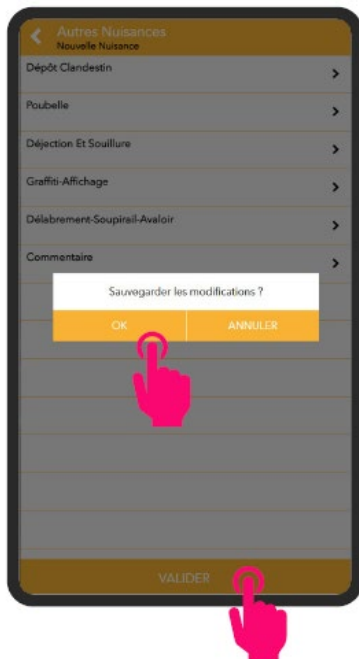 Autres Nuisances
Nouvelle Nuisance
Dépôt Clandestin
Poubelle
Déjection Et Souillure
Graffiti-Affichage
Délabrement-Soupirail-Avaloir
Commentaire
Sauvegarder les modifications ?
OK ANNULER
VALIDER